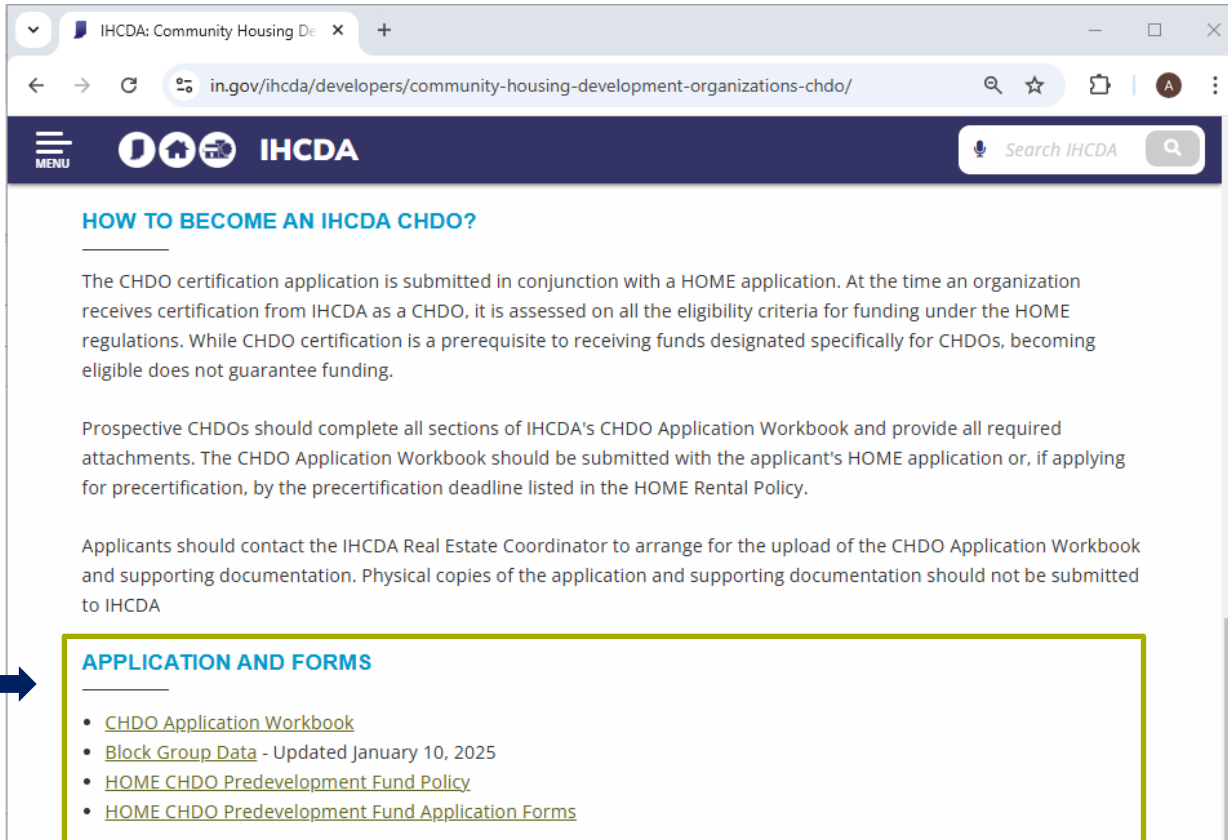 IHCDA: Community Housing De
in.gov/ihcda/developers/community-housing-development-organizations-chdo/
A
MENU
IHCDA
Search IHCDA
HOW TO BECOME AN IHCDA CHDO?
The CHDO certification application is submitted in conjunction with a HOME application. At the time an organization
receives certification from IHCDA as a CHDO, it is assessed on all the eligibility criteria for funding under the HOME
regulations. While CHDO certification is a prerequisite to receiving funds designated specifically for CHDOs, becoming
eligible does not guarantee funding.
Prospective CHDOs should complete all sections of IHCDA's CHDO Application Workbook and provide all required
attachments. The CHDO Application Workbook should be submitted with the applicant's HOME application or, if applying
for precertification, by the precertification deadline listed in the HOME Rental Policy.
Applicants should contact the IHCDA Real Estate Coordinator to arrange for the upload of the CHDO Application Workbook
and supporting documentation. Physical copies of the application and supporting documentation should not be submitted
to IHCDA
APPLICATION AND FORMS
• CHDO Application Workbook
• Block Group Data - Updated January 10, 2025
• HOME CHDO Predevelopment Fund Policy
• HOME CHDO Predevelopment Fund Application Forms